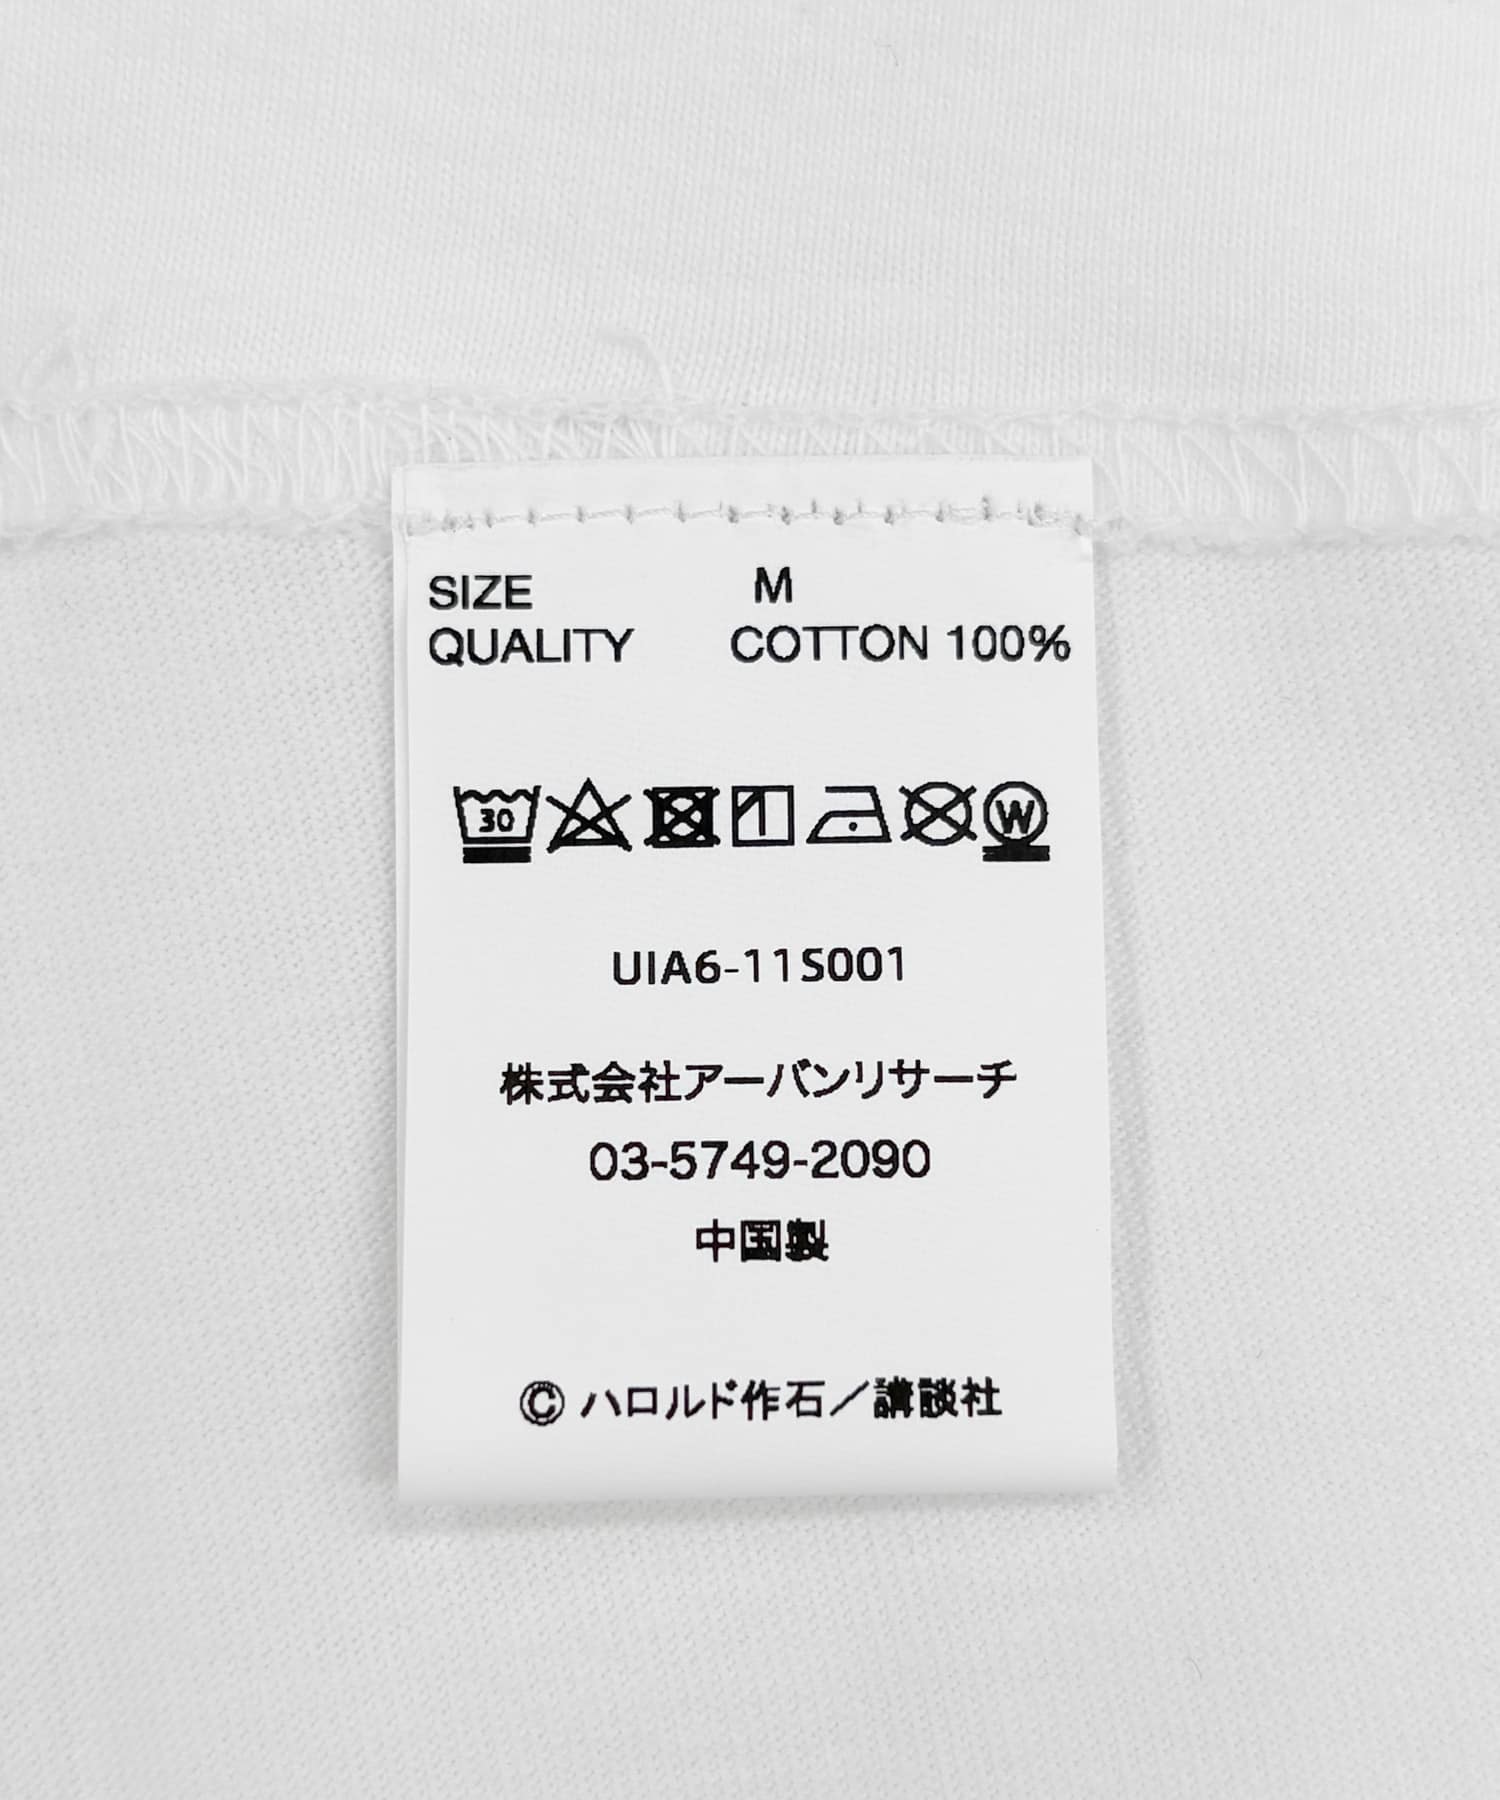 SIZE M
QUALITY COTTON 100%
30 W
UIA6-11S001
株式会社アーバンリサーチ
03-5749-2090
中国製
© ハロルド作石／講談社